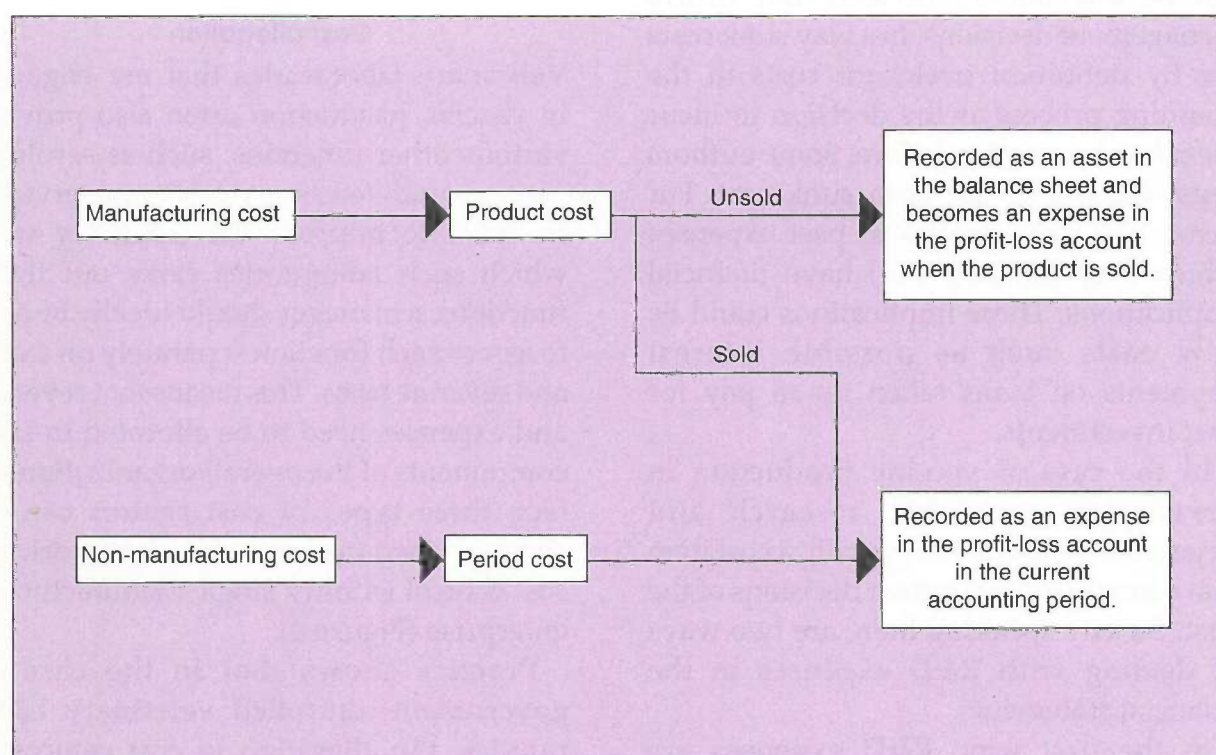 Manufacturing cost
Product cost
Unsold
Recorded as an asset in
the balance sheet and
becomes an expense in
the profit-loss account
when the product is sold.
Sold
Non-manufacturing cost
Period cost
Recorded as an expense
in the profit-loss account
in the current
accounting period.